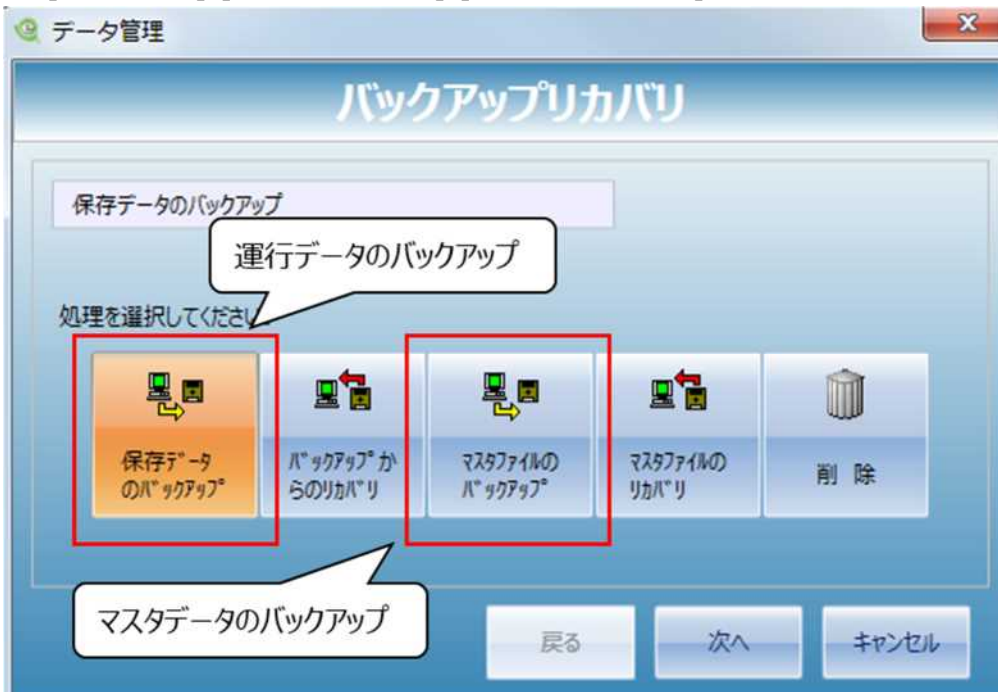 データ管理
バックアップリカバリ
保存データのバックアップ
運行データのバックアップ
処理を選択してください
保存ﾃﾞｰﾀ
のﾊﾞｯｸｱｯﾌﾟ
ﾊﾞｯｸｱｯﾌﾟか
らのﾘｶﾊﾞﾘ
ﾏｽﾀﾌｧｲﾙの
ﾊﾞｯｸｱｯﾌﾟ
ﾏｽﾀﾌｧｲﾙの
ﾘｶﾊﾞﾘ
削 除
マスタデータのバックアップ
戻る
次へ
キャンセル